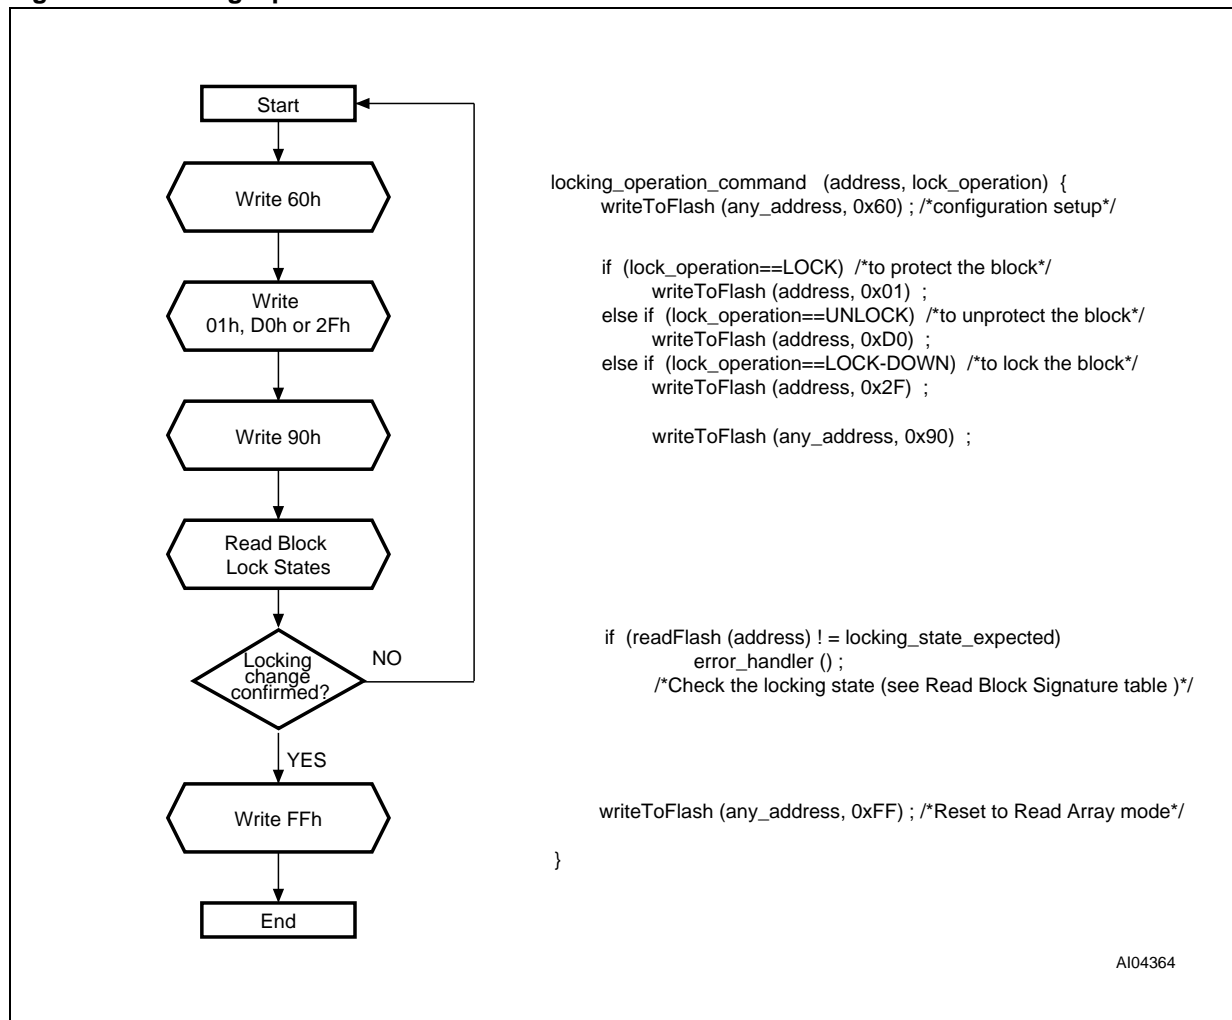 Start
Write 60h
Write
01h, D0h or 2Fh
Write 90h
Read Block
Lock States
Locking
change
confirmed?
NO
YES
Write FFh
End
locking_operation_command (address, lock_operation) {
writeToFlash (any_address, 0x60) ; /*configuration setup*/
if (lock_operation==LOCK) /*to protect the block*/
writeToFlash (address, 0x01) ;
else if (lock_operation==UNLOCK) /*to unprotect the block*/
writeToFlash (address, 0xD0) ;
else if (lock_operation==LOCK-DOWN) /*to lock the block*/
writeToFlash (address, 0x2F) ;
writeToFlash (any_address, 0x90) ;
if (readFlash (address) ! = locking_state_expected)
error_handler () ;
/*Check the locking state (see Read Block Signature table )*/
writeToFlash (any_address, 0xFF) ; /*Reset to Read Array mode*/
}
AI04364